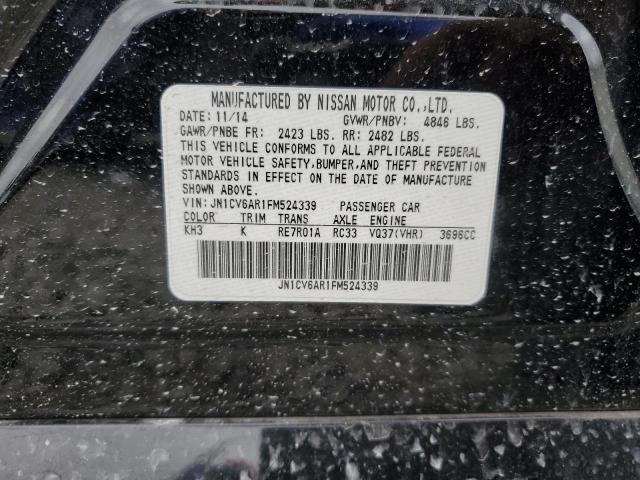 MANUFACTURED BY NISSAN MOTOR CO.,LTD.
DATE: 11/14 GVWR/PNBV: 4846 LBS.
GAWR/PNBE FR: 2423 LBS. RR: 2482 LBS.
THIS VEHICLE CONFORMS TO ALL APPLICABLE FEDERAL
MOTOR VEHICLE SAFETY,BUMPER,AND THEFT PREVENTION
STANDARDS IN EFFECT ON THE DATE OF MANUFACTURE
SHOWN ABOVE.
VIN: JN1CV6AR1FM524339 PASSENGER CAR
COLOR TRIM TRANS AXLE ENGINE
KH3 K RE7R01A RC33 VQ37(VHR) 3696CC
JN1CV6AR1FM524339